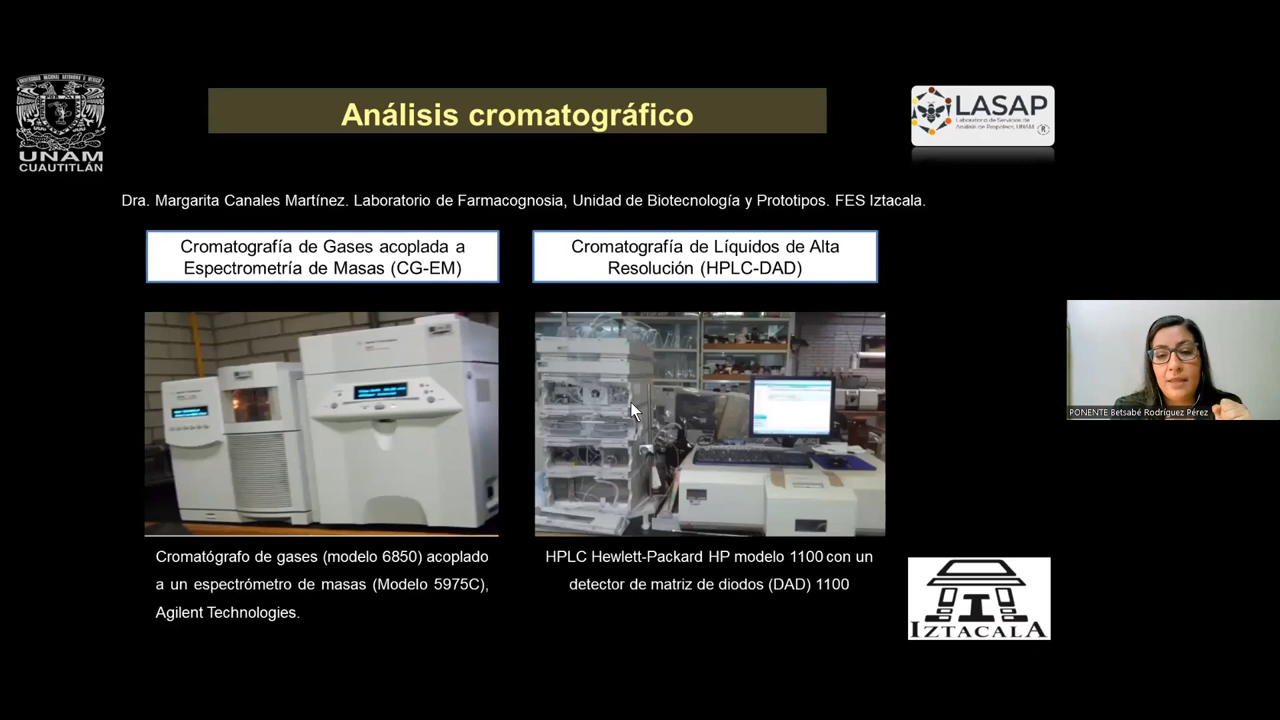 Análisis cromatográfico
UNAM
CUAUTITLÁN
LASAP
Laboratorio de Servicios de
Análisis de Propóleos, UNAM
R
Dra. Margarita Canales Martínez. Laboratorio de Farmacognosia, Unidad de Biotecnología y Prototipos. FES Iztacala.
Cromatografía de Gases acoplada a
Espectrometría de Masas (CG-EM)
Cromatografía de Líquidos de Alta
Resolución (HPLC-DAD)
PONENTE Betsabé Rodríguez Pérez
Cromatógrafo de gases (modelo 6850) acoplado
a un espectrómetro de masas (Modelo 5975C),
Agilent Technologies.
HPLC Hewlett-Packard HP modelo 1100 con un
detector de matriz de diodos (DAD) 1100
IZTACALA